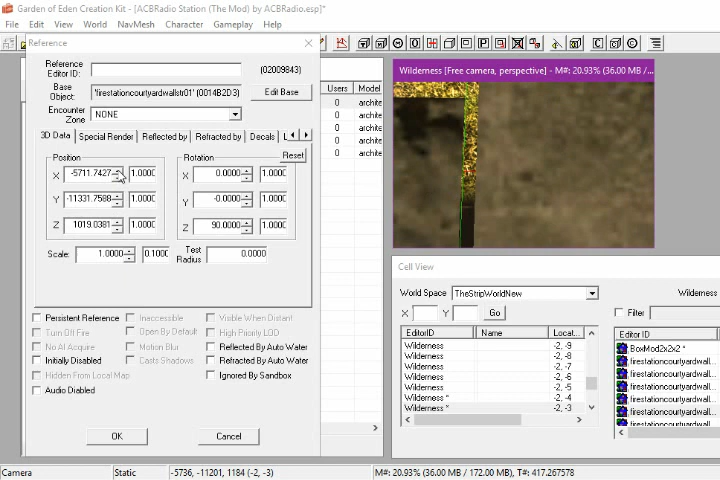 Garden of Eden Creation Kit - [ACBRadio Station (The Mod) by ACBRadio.esp]*
File Edit View World NavMesh Character Gameplay Help
Reference
Reference Editor ID: (02009843)
Base Object: 'firestationcourtyardwallstr01' (0014B2D3) Edit Base
Encounter Zone NONE
3D Data Special Render Reflected by Refracted by Decals L
Position Rotation Reset
X -5711.7427 1.0000 X 0.0000 1.000
Y -11331.7588 1.0000 Y -0.0000 1.000
Z 1019.0381 1.0000 Z 90.0000 1.000
Scale: 1.0000 0.1000 Test Radius 0.0000
Persistent Reference Inaccessible Visible When Distant
Turn Off Fire Open By Default High Priority LOD
No AI Acquire Motion Blur Reflected By Auto Water
Initially Disabled Casts Shadows Refracted By Auto Water
Hidden From Local Map Ignored By Sandbox
Audio Disabled
OK Cancel
Users Model
0 archite
0 archite
0 archite
0 archite
0 archite
Wilderness [Free camera, perspective] - M#: 20.93% (36.00 MB /...
Cell View
World Space TheStripWorldNew Wilderness
X Y Go Filter
EditorID Name Locat...
Wilderness -2, -9
Wilderness -2, -8
Wilderness -2, -7
Wilderness -2, -6
Wilderness -2, -5
Wilderness * -2, -4
Wilderness * -2, -3
Editor ID
BoxMod2x2x2 *
firestationcourtyardwall...
firestationcourtyardwall...
firestationcourtyardwall...
firestationcourtyardwall...
firestationcourtyardwall...
firestationcourtyardwall...
Camera Static -5736, -11201, 1184 (-2, -3) M#: 20.93% (36.00 MB / 172.00 MB), T#: 417.267578